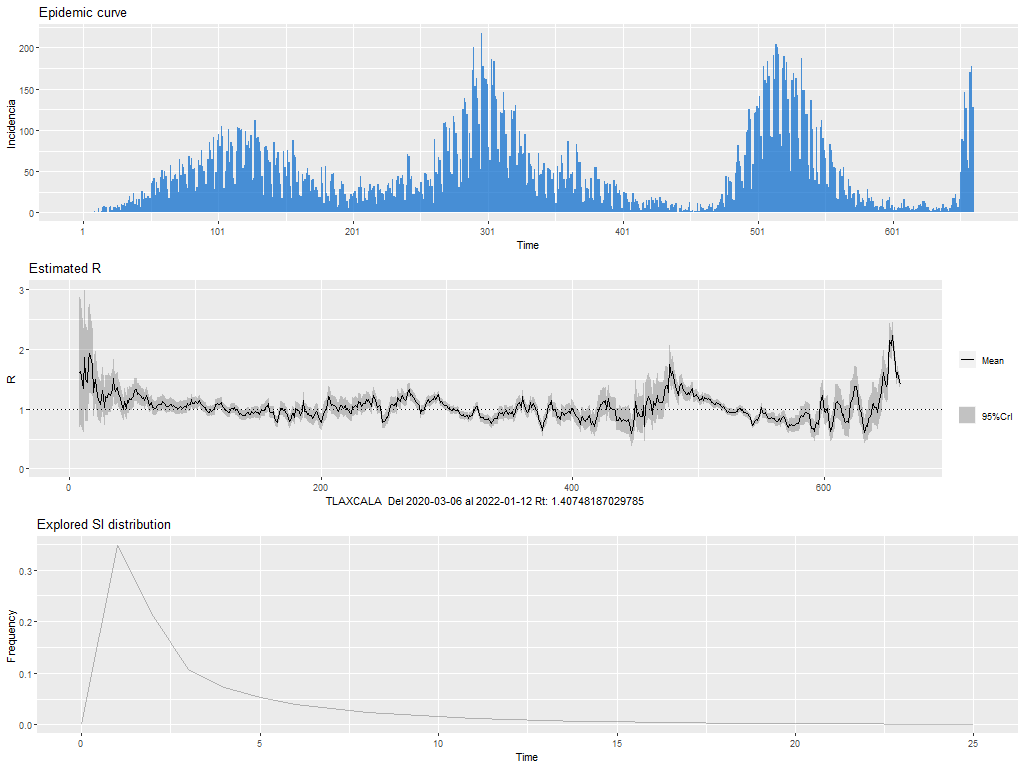 Epidemic curve
200
150
100
50
0
Incidencia
1 101 201 301 401 501 601
Time
Estimated R
3
2
1
0
R
Mean
95%CrI
0 200 400 600
TLAXCALA Del 2020-03-06 al 2022-01-12 Rt: 1.40748187029785
Explored SI distribution
0.3
0.2
0.1
0.0
Frequency
0 5 10 15 20 25
Time